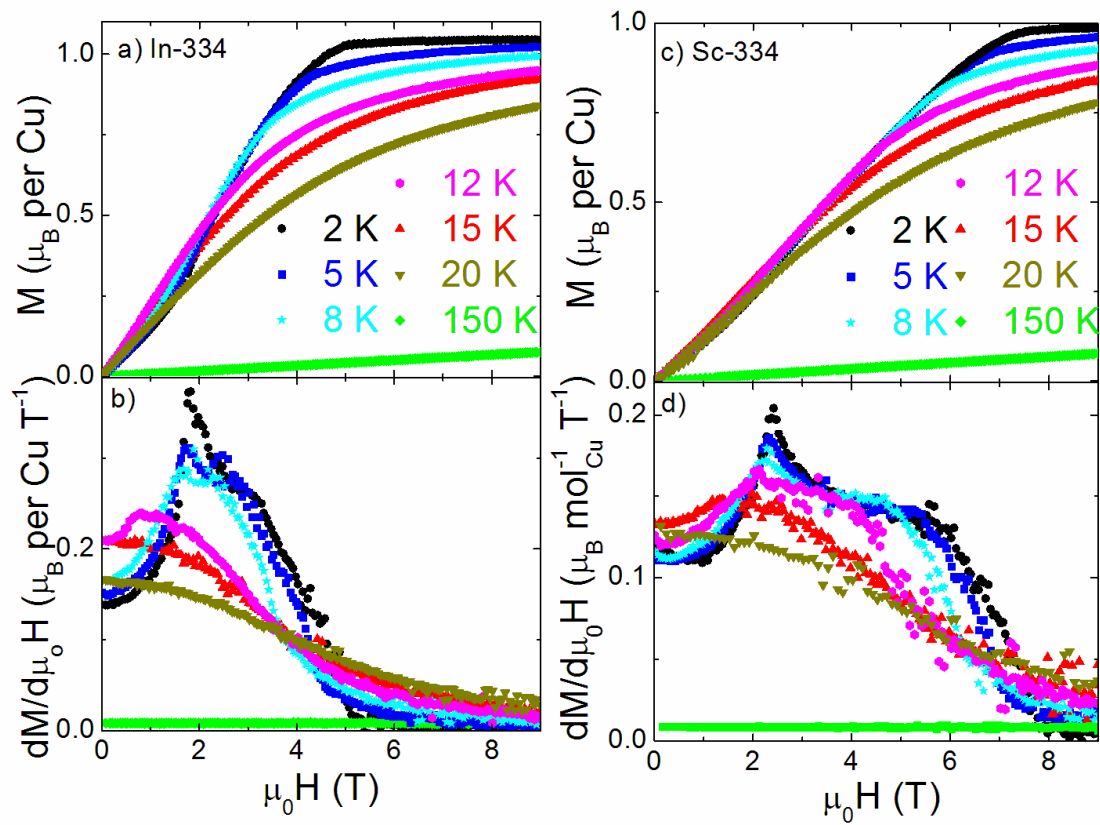 a) In-334
M (μB per Cu)
1.0
0.5
0.0
12 K
2 K
15 K
5 K
20 K
8 K
150 K
b)
dM/dμoH (μB per Cu T-1)
0.2
0.0
0 2 4 6 8
μ0H (T)
c) Sc-334
M (μB per Cu)
1.0
0.5
0.0
12 K
2 K
15 K
5 K
20 K
8 K
150 K
d)
dM/dμ0H (μB mol-1Cu T-1)
0.2
0.1
0.0
0 2 4 6 8
μ0H (T)